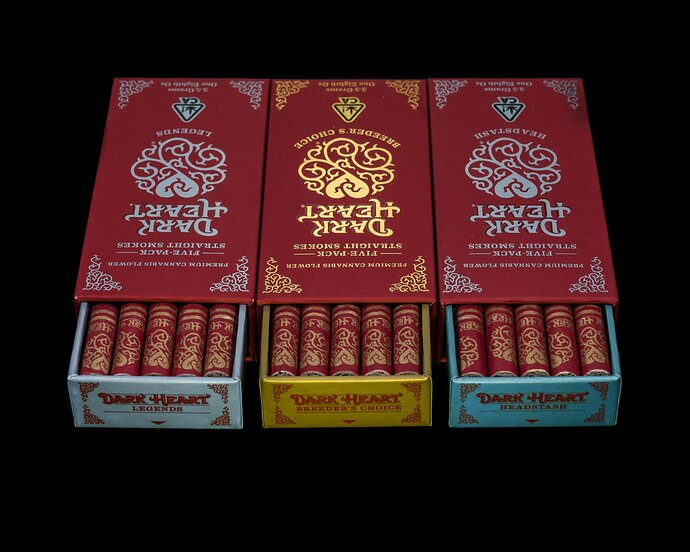 PREMIUM CANNABIS FLOWER
FIVE-PACK
STRAIGHT SMOKES
DARK
HEART
LEGENDS
CA
One Eighth Oz
3.5 Grams
DARK HEART
LEGENDS
PREMIUM CANNABIS FLOWER
FIVE-PACK
STRAIGHT SMOKES
DARK
HEART
BREEDER'S CHOICE
CA
One Eighth Oz
3.5 Grams
DARK HEART
BREEDER'S CHOICE
PREMIUM CANNABIS FLOWER
FIVE-PACK
STRAIGHT SMOKES
DARK
HEART
HEADSTASH
CA
One Eighth Oz
3.5 Grams
DARK HEART
HEADSTASH